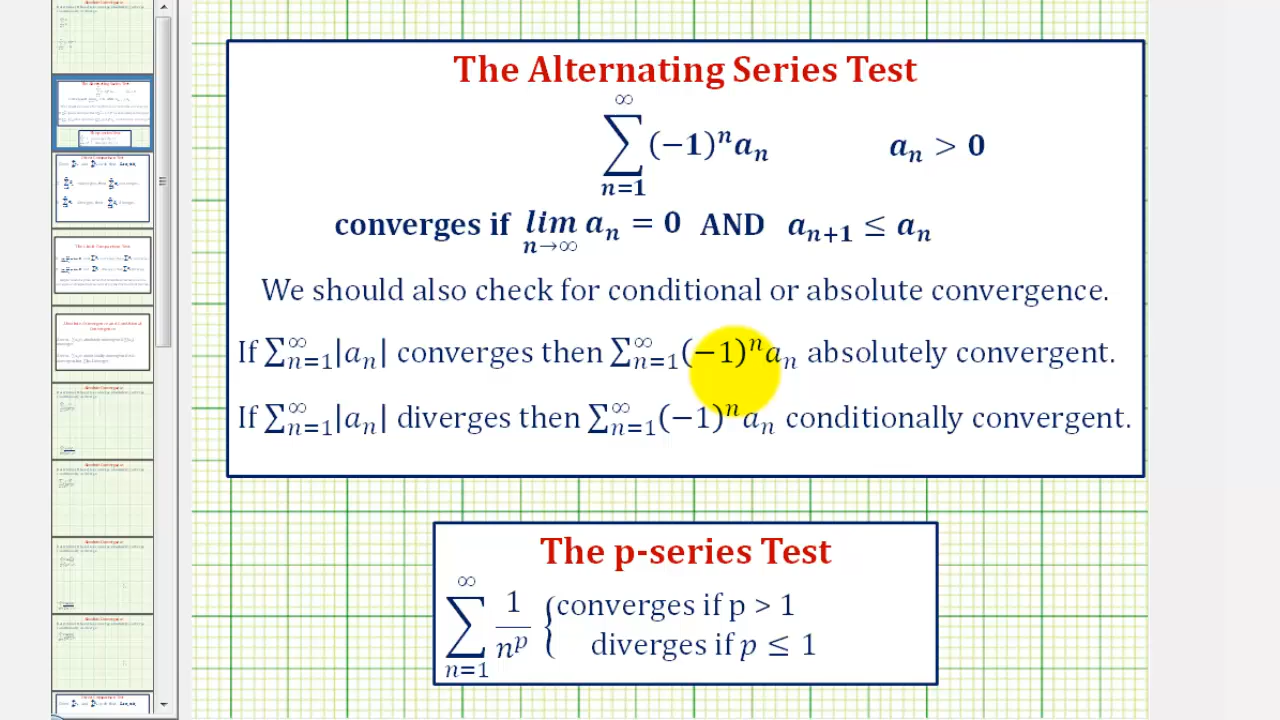 The Alternating Series Test
∑_{n=1}^{∞} (−1)^n a_n a_n > 0
converges if lim_{n→∞} a_n = 0 AND a_{n+1} ≤ a_n
We should also check for conditional or absolute convergence.
If ∑_{n=1}^{∞}|a_n| converges then ∑_{n=1}^{∞}(−1)^n a_n absolutely convergent.
If ∑_{n=1}^{∞}|a_n| diverges then ∑_{n=1}^{∞}(−1)^n a_n conditionally convergent.
The p-series Test
∑_{n=1}^{∞} 1/n^p { converges if p > 1
diverges if p ≤ 1